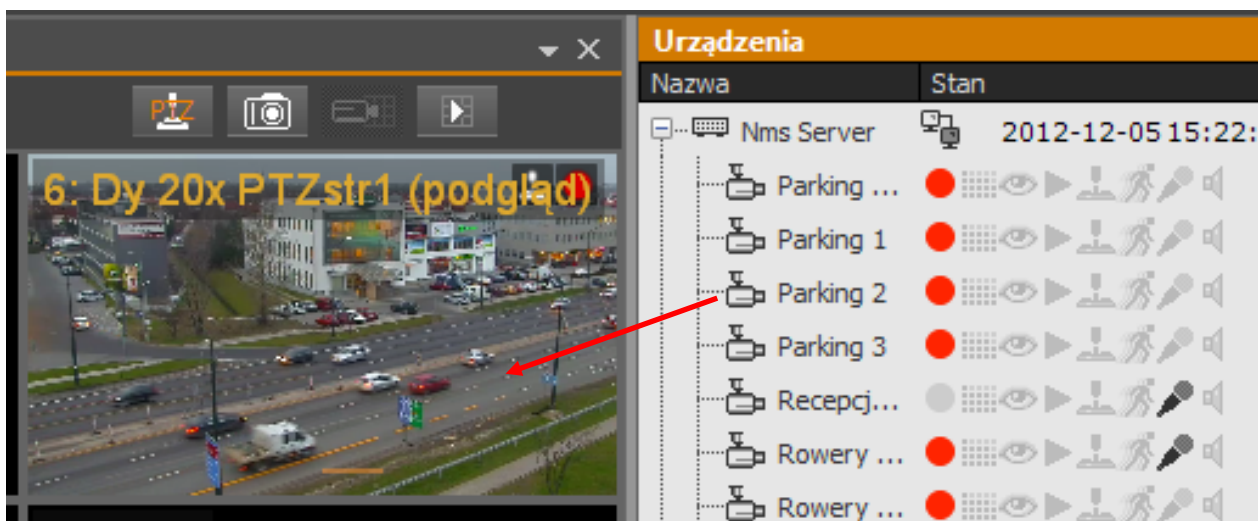 Urządzenia
Nazwa Stan
PTZ
Nms Server 2012-12-05 15:22:
6: Dy 20x PTZstr1 (podgląd)
Parking ...
Parking 1
Parking 2
Parking 3
Recepcj...
Rowery ...
Rowery ...